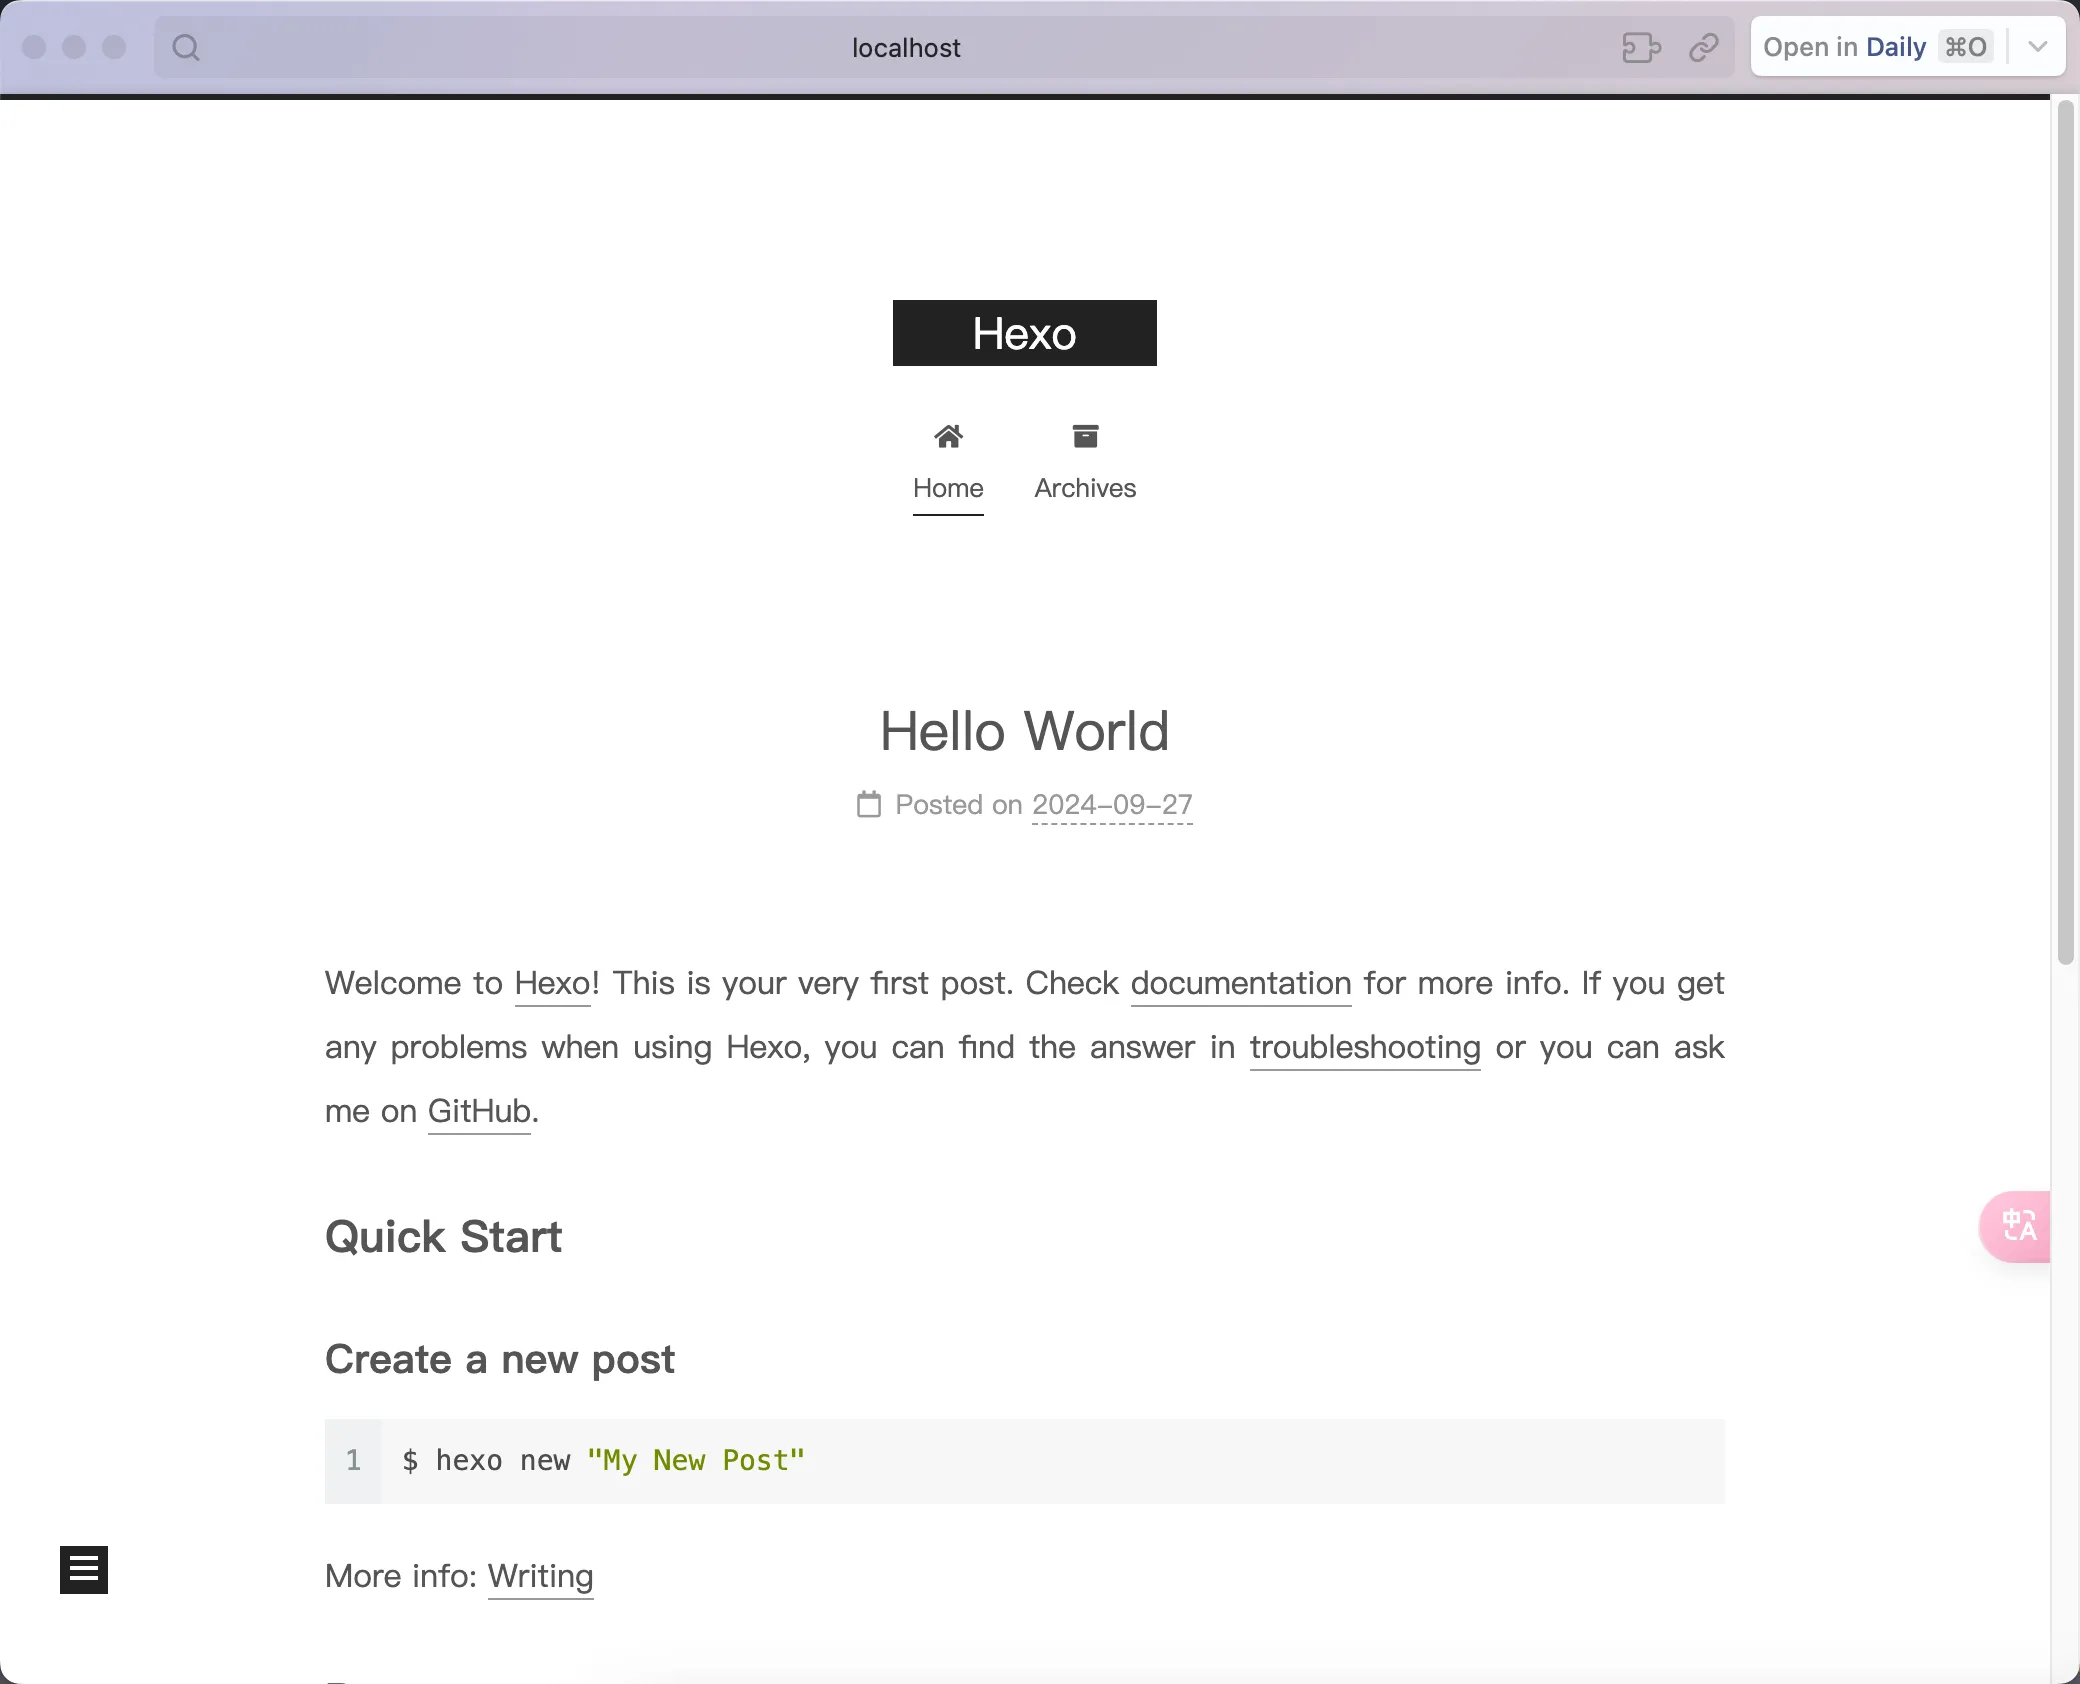 localhost
Open in Daily ⌘O
Hexo
Home Archives
Hello World
Posted on 2024-09-27
Welcome to Hexo! This is your very first post. Check documentation for more info. If you get
any problems when using Hexo, you can find the answer in troubleshooting or you can ask
me on GitHub.
Quick Start
Create a new post
1 $ hexo new "My New Post"
More info: Writing
中A